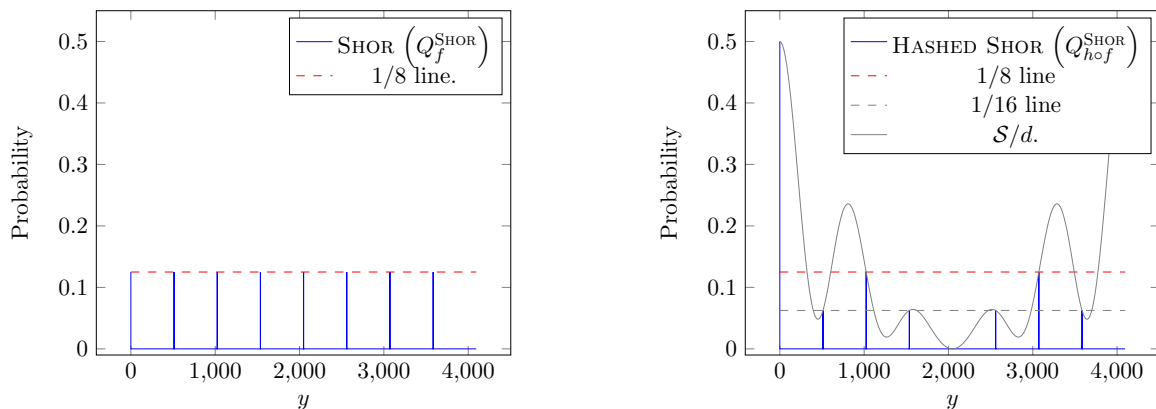 0.5
0.4
0.3
0.2
0.1
0
Probability
SHOR (Q_f^SHOR)
1/8 line.
0 1,000 2,000 3,000 4,000
y
0.5
0.4
0.3
0.2
0.1
0
Probability
HASHED SHOR (Q_{h∘f}^SHOR)
1/8 line
1/16 line
𝒮/d.
0 1,000 2,000 3,000 4,000
y